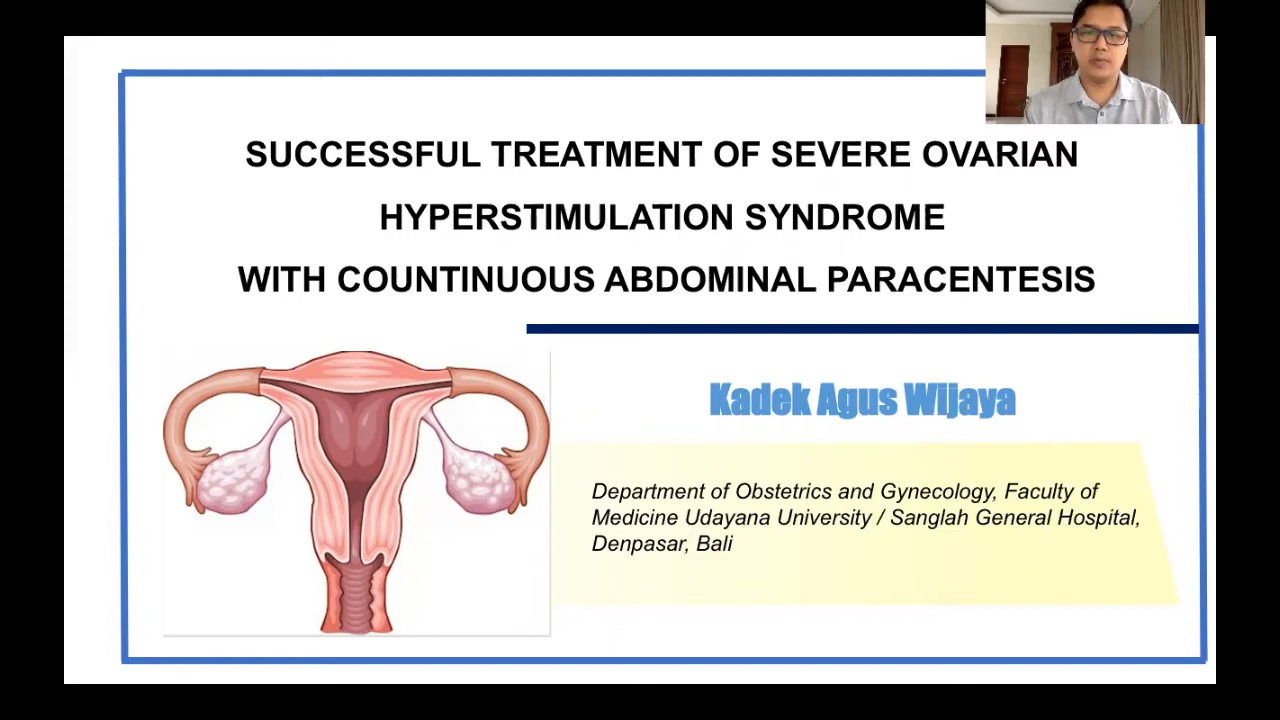 SUCCESSFUL TREATMENT OF SEVERE OVARIAN
HYPERSTIMULATION SYNDROME
WITH COUNTINUOUS ABDOMINAL PARACENTESIS
Kadek Agus Wijaya
Department of Obstetrics and Gynecology, Faculty of
Medicine Udayana University / Sanglah General Hospital,
Denpasar, Bali